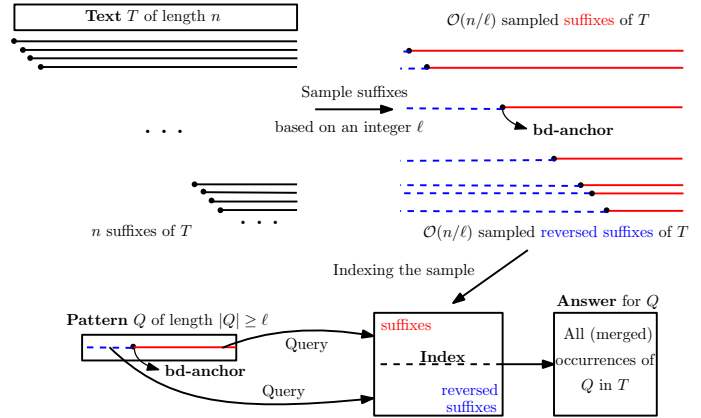 Text T of length n
𝒪(n/ℓ) sampled suffixes of T
Sample suffixes
based on an integer ℓ
. . .
bd-anchor
. . .
n suffixes of T
𝒪(n/ℓ) sampled reversed suffixes of T
Indexing the sample
Pattern Q of length |Q| ≥ ℓ
bd-anchor
Query
Query
suffixes
Index
reversed
suffixes
Answer for Q
All (merged)
occurrences of
Q in T